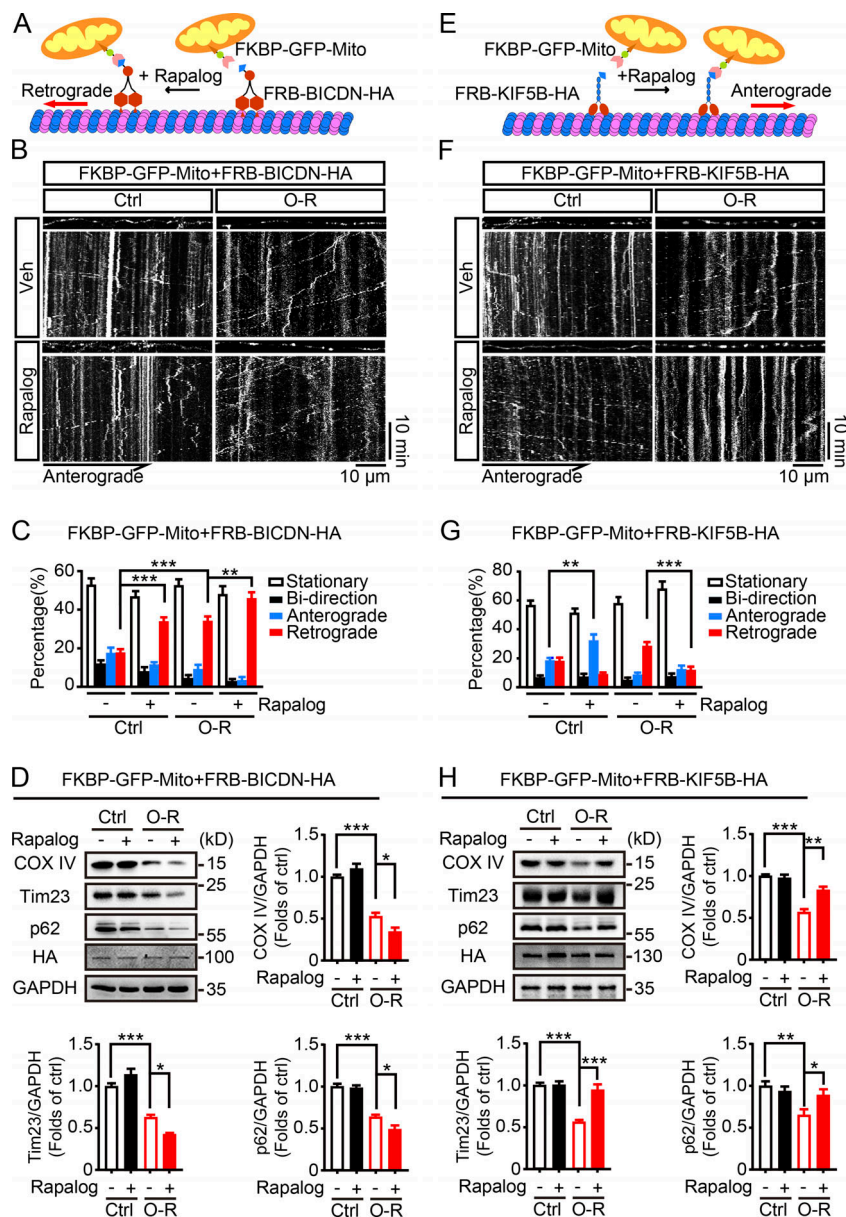 A
FKBP-GFP-Mito
+ Rapalog
Retrograde
FRB-BICDN-HA
E
FKBP-GFP-Mito
+Rapalog
FRB-KIF5B-HA
Anterograde
B
FKBP-GFP-Mito+FRB-BICDN-HA
Ctrl
O-R
Veh
Rapalog
10 min
Anterograde
10 µm
F
FKBP-GFP-Mito+FRB-KIF5B-HA
Ctrl
O-R
Veh
Rapalog
10 min
Anterograde
10 µm
C
FKBP-GFP-Mito+FRB-BICDN-HA
Percentage(%)
60
40
20
0
***
***
**
Stationary
Bi-direction
Anterograde
Retrograde
- + - + Rapalog
Ctrl O-R
G
FKBP-GFP-Mito+FRB-KIF5B-HA
Percentage(%)
80
60
40
20
0
**
***
Stationary
Bi-direction
Anterograde
Retrograde
- + - + Rapalog
Ctrl O-R
D
FKBP-GFP-Mito+FRB-BICDN-HA
Ctrl O-R
Rapalog - + - + (kD)
COX IV -15
-25
Tim23
p62 -55
HA -100
GAPDH -35
COX IV/GAPDH
(Folds of ctrl)
1.5
1.0
0.5
0
***
*
Rapalog - + - +
Ctrl O-R
Tim23/GAPDH
(Folds of ctrl)
1.5
1.0
0.5
0
***
*
Rapalog - + - +
Ctrl O-R
p62/GAPDH
(Folds of ctrl)
1.5
1.0
0.5
0
***
*
Rapalog - + - +
Ctrl O-R
H
FKBP-GFP-Mito+FRB-KIF5B-HA
Ctrl O-R
Rapalog - + - + (kD)
COX IV -15
-25
Tim23
p62 -55
HA -130
GAPDH -35
COX IV/GAPDH
(Folds of ctrl)
1.5
1.0
0.5
0
***
**
Rapalog - + - +
Ctrl O-R
Tim23/GAPDH
(Folds of ctrl)
1.5
1.0
0.5
0
***
***
Rapalog - + - +
Ctrl O-R
p62/GAPDH
(Folds of ctrl)
1.5
1.0
0.5
0
**
*
Rapalog - + - +
Ctrl O-R